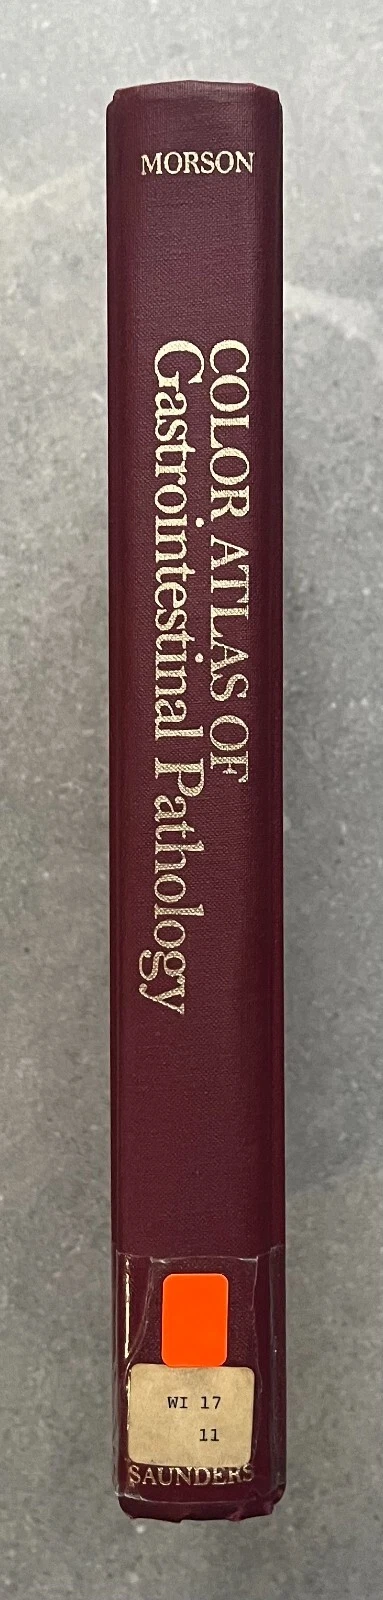 MORSON
COLOR ATLAS OF
Gastrointestinal Pathology
WI 17
11
SAUNDERS